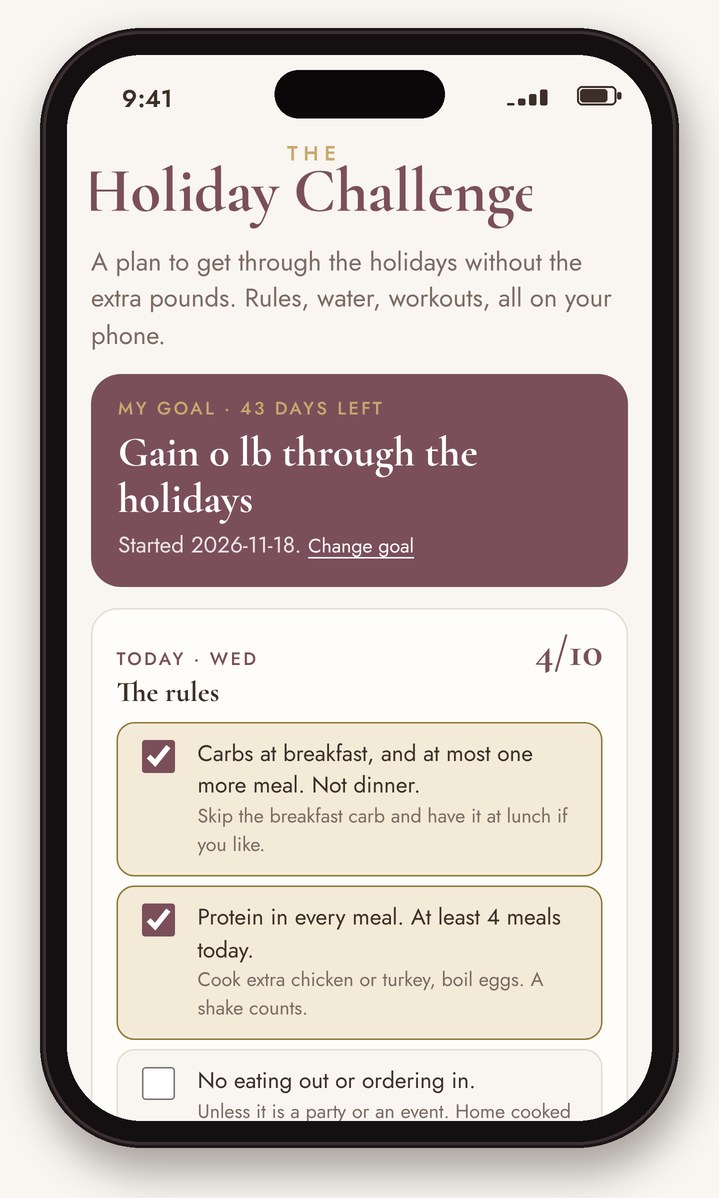 9:41
THE
Holiday Challenge
A plan to get through the holidays without the
extra pounds. Rules, water, workouts, all on your
phone.
MY GOAL · 43 DAYS LEFT
Gain 0 lb through the
holidays
Started 2026-11-18. Change goal
TODAY · WED
4/10
The rules
Carbs at breakfast, and at most one
more meal. Not dinner.
Skip the breakfast carb and have it at lunch if
you like.
Protein in every meal. At least 4 meals
today.
Cook extra chicken or turkey, boil eggs. A
shake counts.
No eating out or ordering in.
Unless it is a party or an event. Home cooked